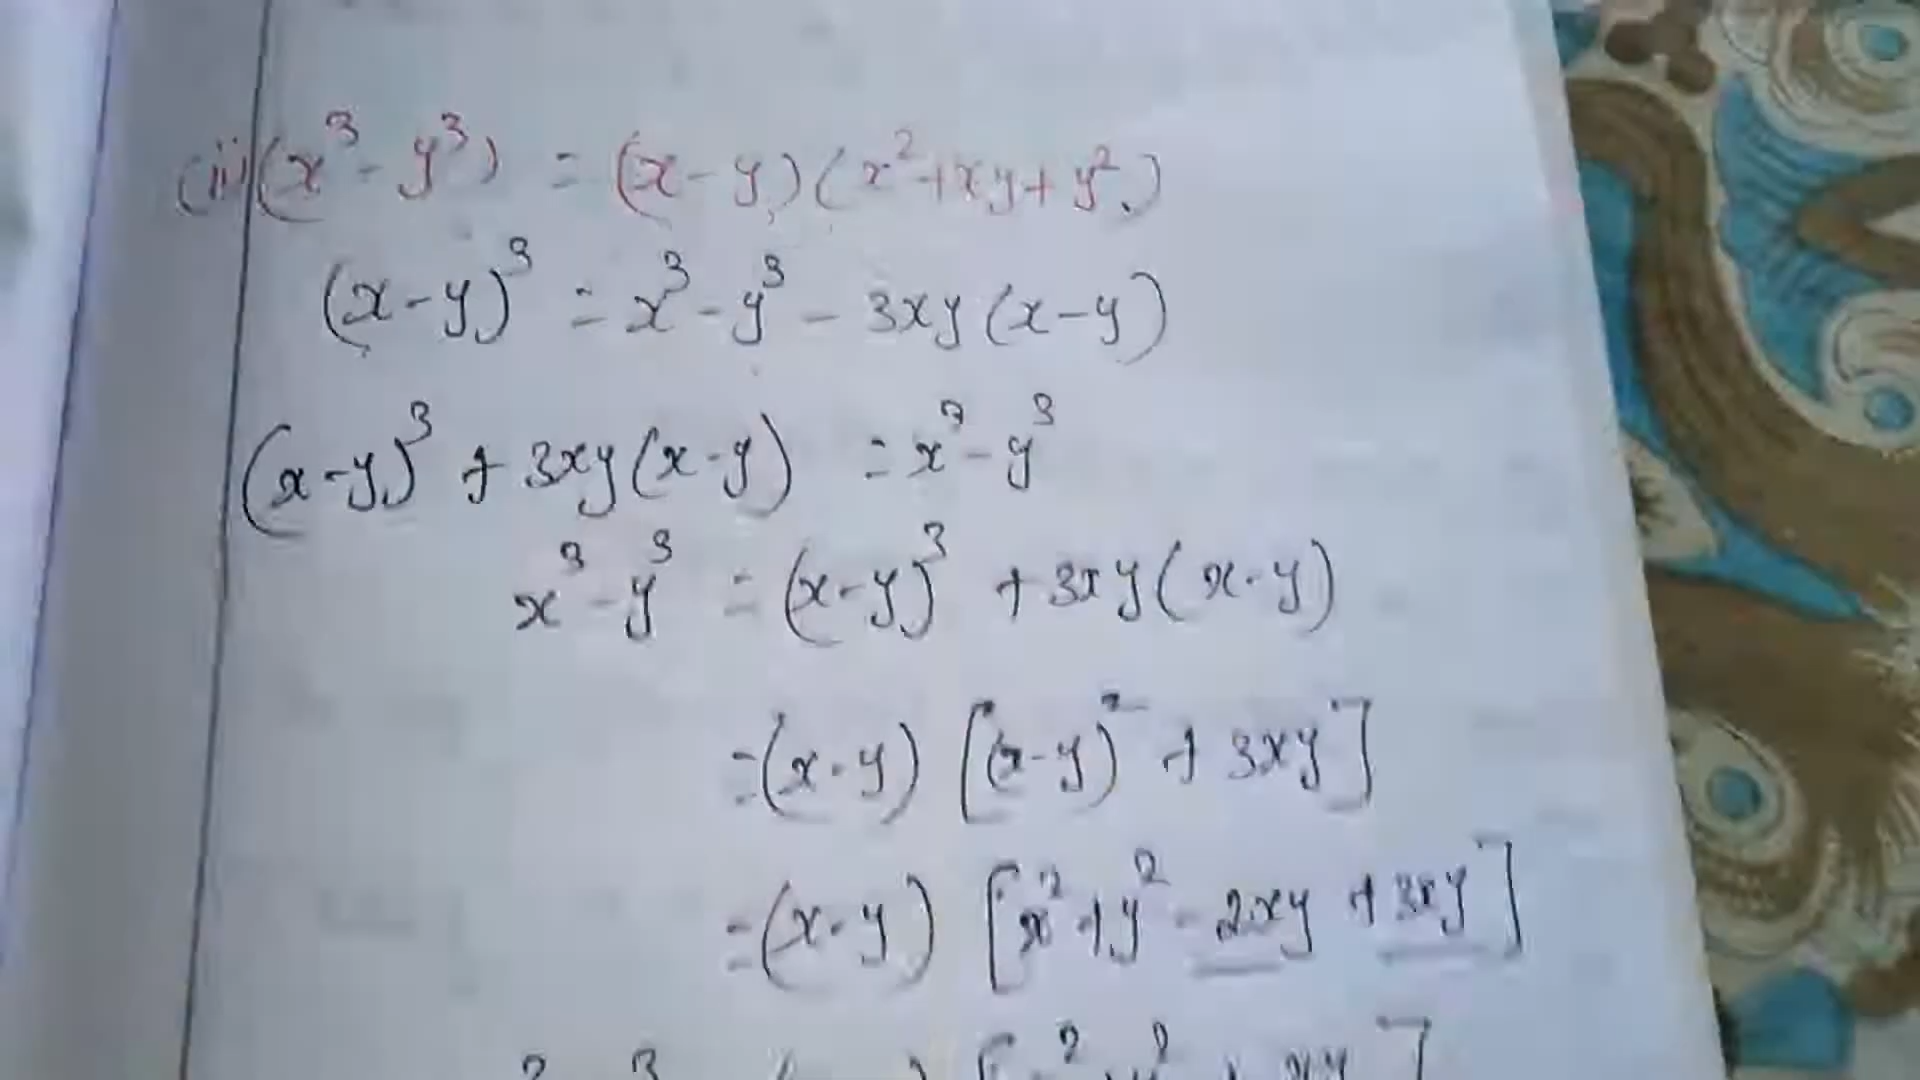 (ii) (x³ - y³) = (x - y) (x² + xy + y²)
(x - y)³ = x³ - y³ - 3xy (x - y)
(x - y)³ + 3xy (x - y) = x³ - y³
x³ - y³ = (x - y)³ + 3xy (x - y)
= (x - y) [(x - y)² + 3xy]
= (x - y) [x² + y² - 2xy + 3xy]